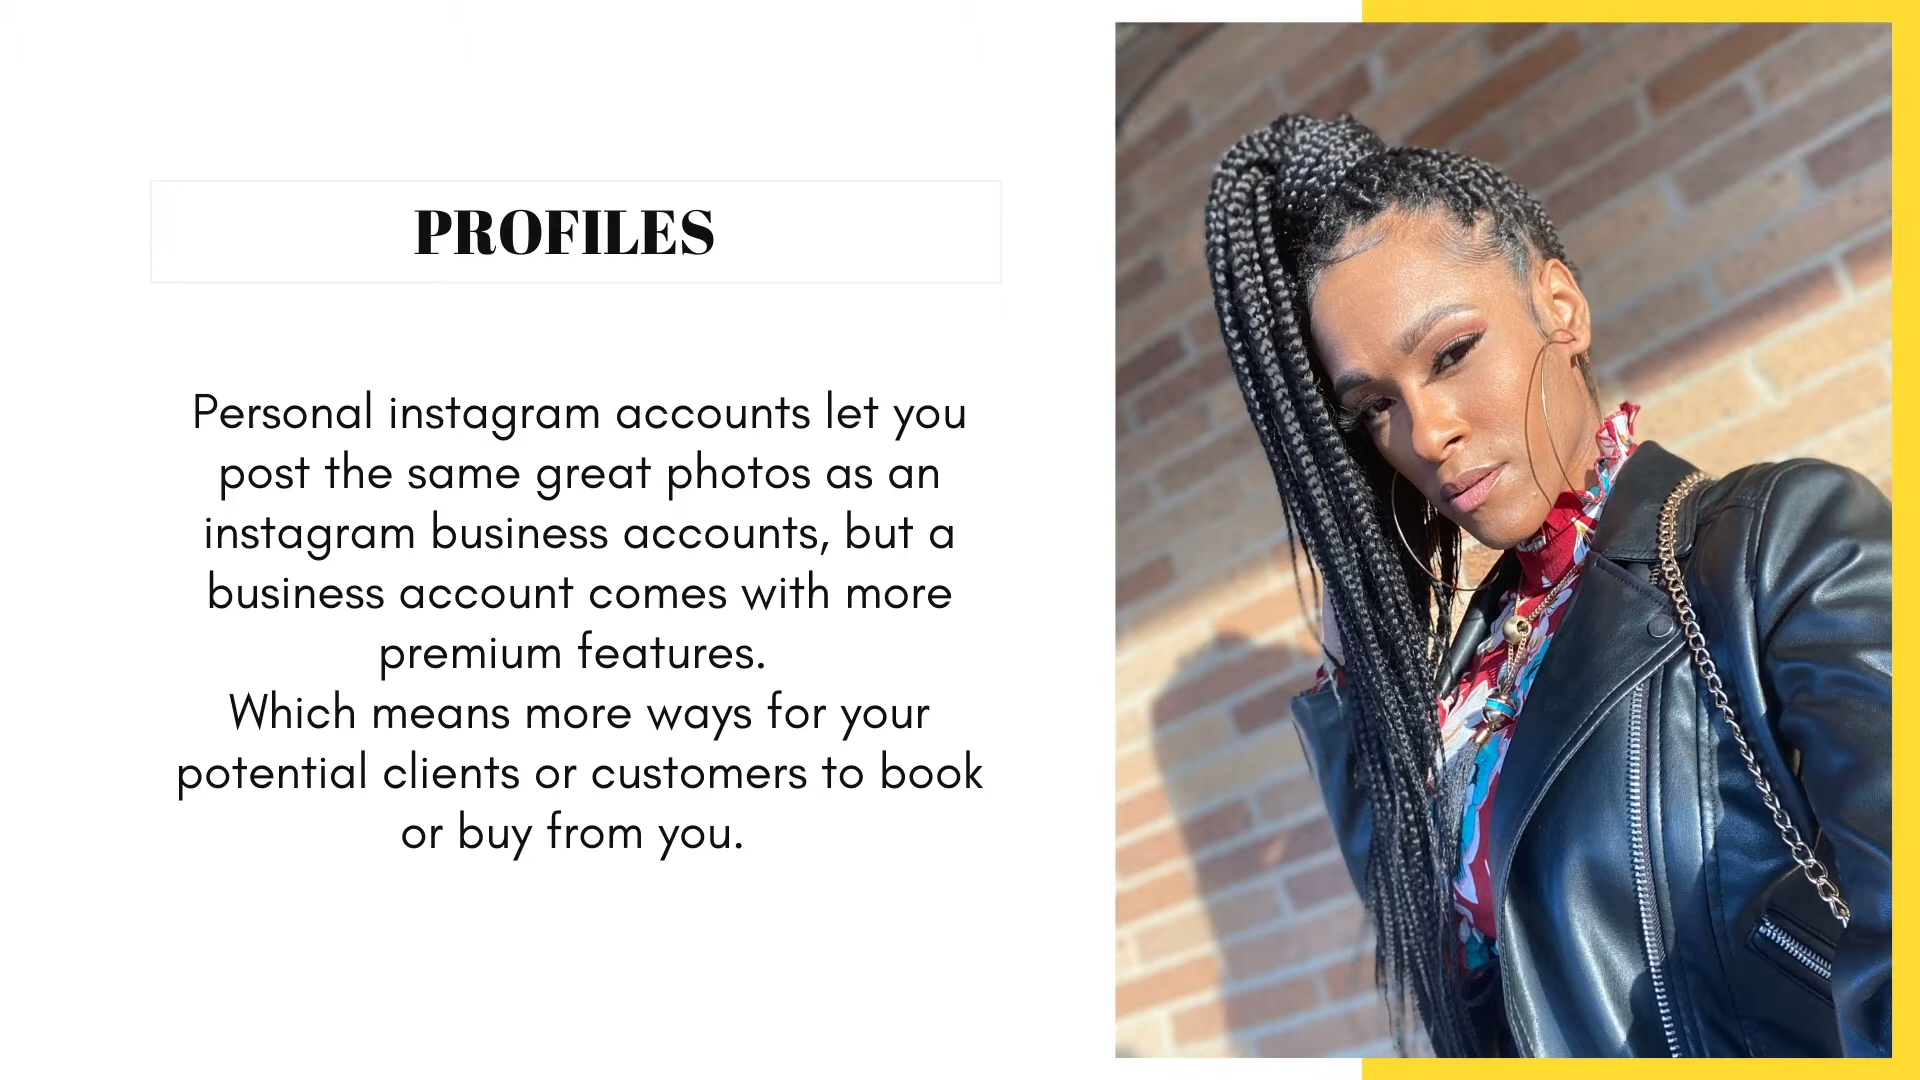 PROFILES
Personal instagram accounts let you
post the same great photos as an
instagram business accounts, but a
business account comes with more
premium features.
Which means more ways for your
potential clients or customers to book
or buy from you.